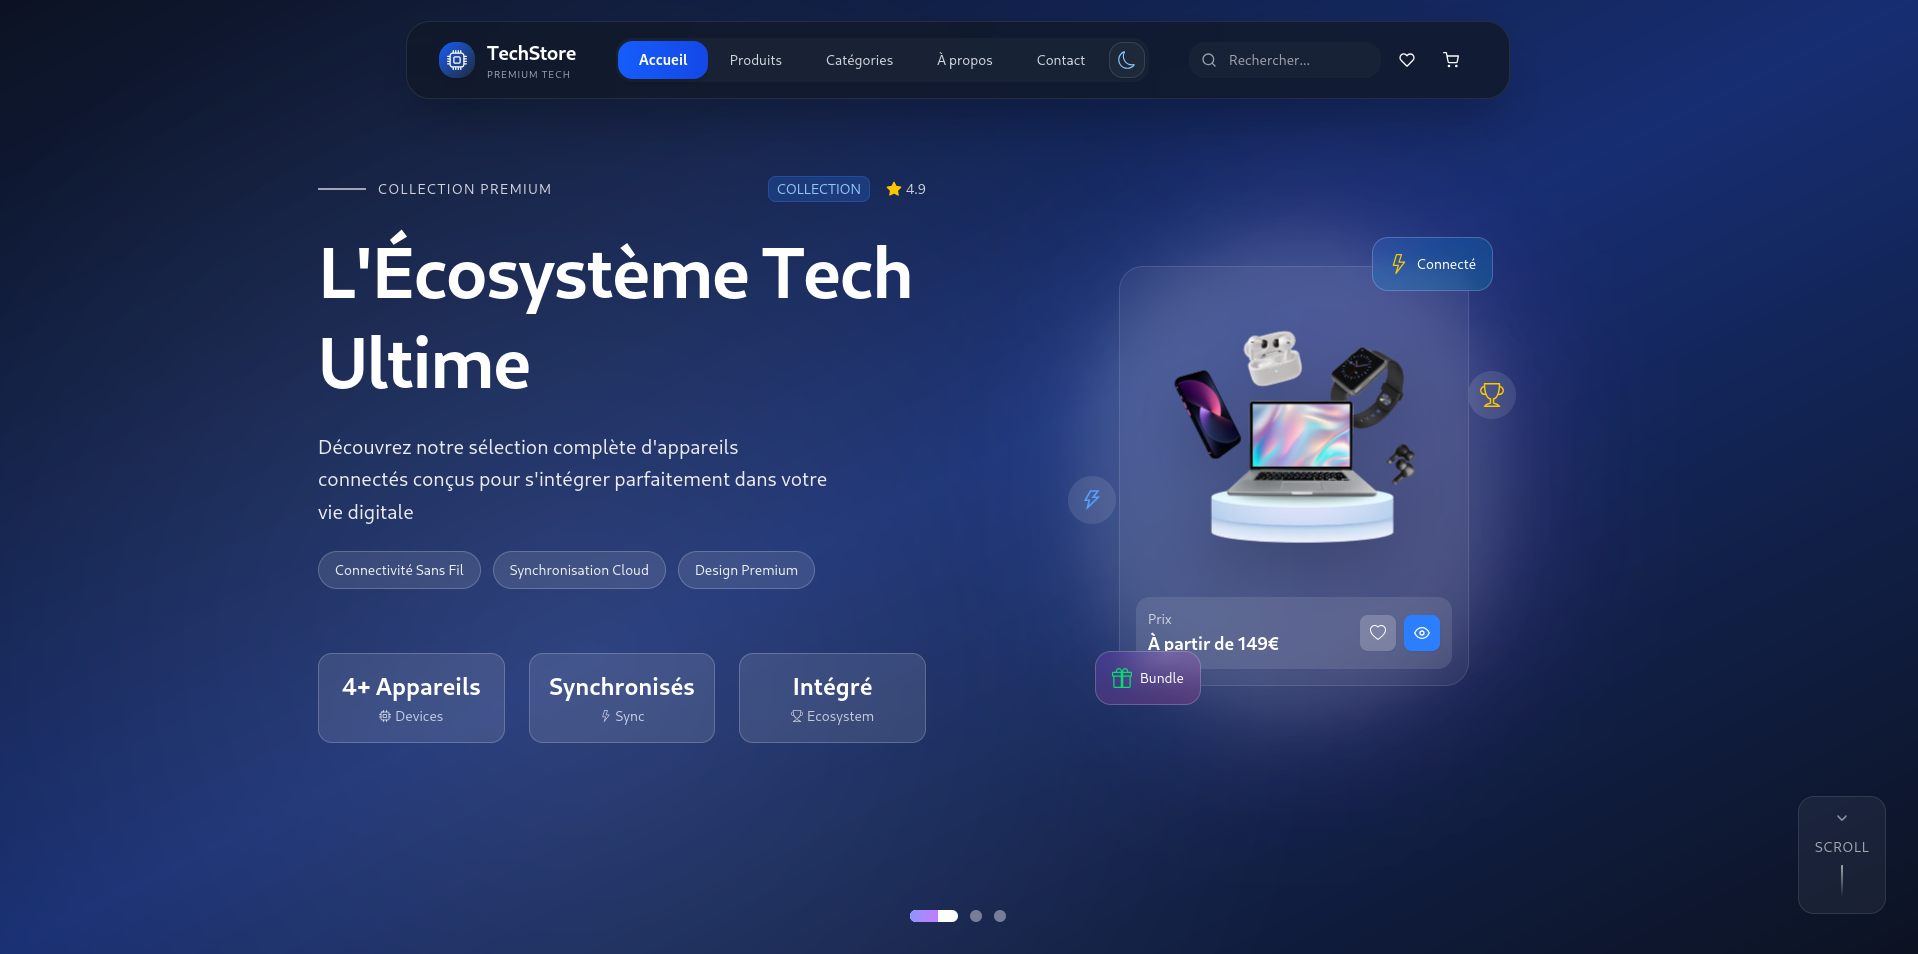 TechStore
PREMIUM TECH
Accueil
Produits
Catégories
À propos
Contact
Rechercher...
COLLECTION PREMIUM
COLLECTION
4.9
L'Écosystème Tech
Ultime
Découvrez notre sélection complète d'appareils
connectés conçus pour s'intégrer parfaitement dans votre
vie digitale
Connectivité Sans Fil
Synchronisation Cloud
Design Premium
4+ Appareils
Devices
Synchronisés
Sync
Intégré
Ecosystem
Connecté
Prix
À partir de 149€
Bundle
SCROLL